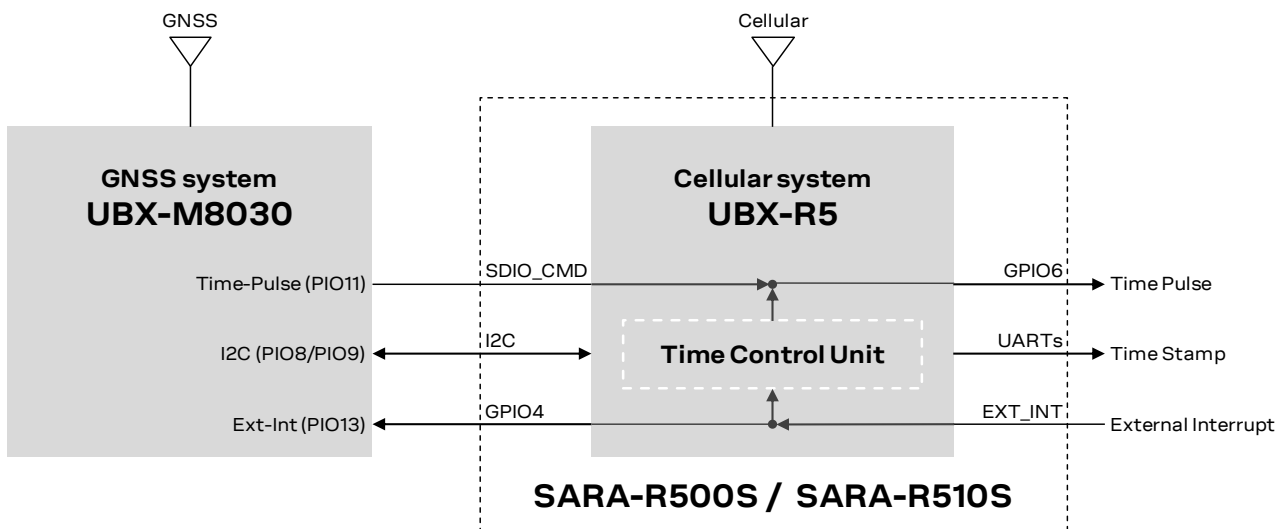 GNSS
Cellular
GNSS system
UBX-M8030
Cellular system
UBX-R5
Time-Pulse (PIO11)
SDIO_CMD
GPIO6
Time Pulse
I2C (PIO8/PIO9)
I2C
Time Control Unit
UARTs
Time Stamp
Ext-Int (PIO13)
GPIO4
EXT_INT
External Interrupt
SARA-R500S / SARA-R510S